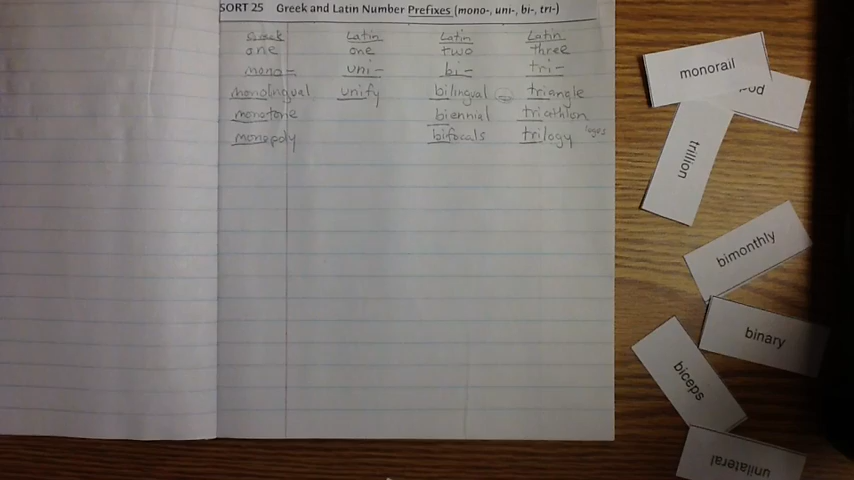 SORT 25 Greek and Latin Number Prefixes (mono-, uni-, bi-, tri-)
Greek Latin Latin Latin
one one two three
mono- uni- bi- tri-
monolingual unify bilingual triangle
monotone biennial triathlon
monopoly bifocals trilogy logos
monorail
trillion
bimonthly
binary
biceps
unilateral